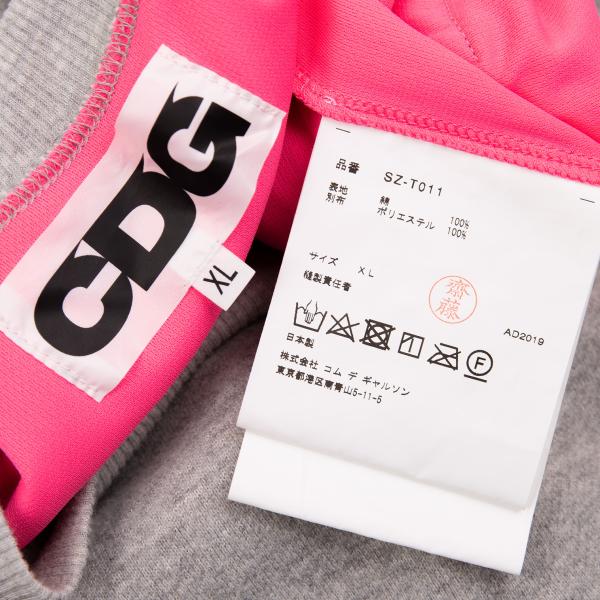 CDG
XL
品番 SZ-T011
表地 綿 100%
別布 ポリエステル 100%
サイズ XL
縫製責任者
齋藤
AD2019
F
日本製
株式会社 コム デ ギャルソン
東京都港区南青山5-11-5